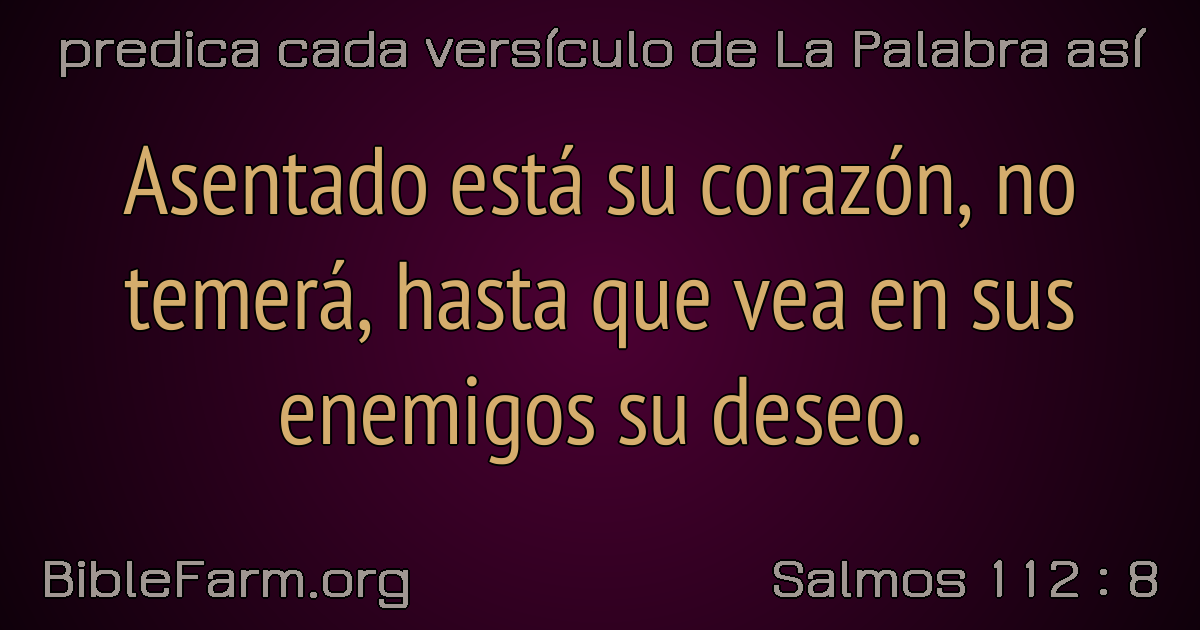 predica cada versículo de La Palabra así
Asentado está su corazón, no
temerá, hasta que vea en sus
enemigos su deseo.
BibleFarm.org
Salmos 112 : 8